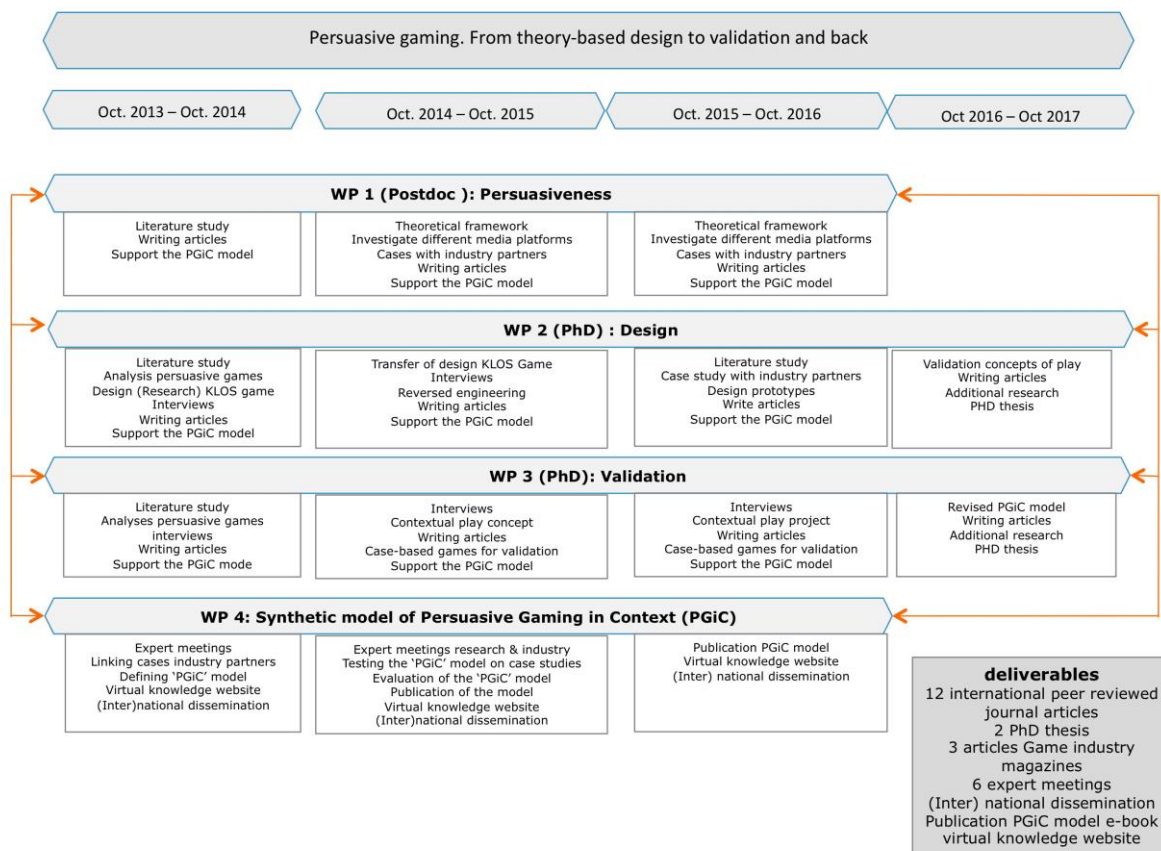 Persuasive gaming. From theory-based design to validation and back
Oct. 2013 – Oct. 2014
Oct. 2014 – Oct. 2015
Oct. 2015 – Oct. 2016
Oct 2016 – Oct 2017
WP 1 (Postdoc ): Persuasiveness
Literature study
Writing articles
Support the PGiC model
Theoretical framework
Investigate different media platforms
Cases with industry partners
Writing articles
Support the PGiC model
Theoretical framework
Investigate different media platforms
Cases with industry partners
Writing articles
Support the PGiC model
WP 2 (PhD) : Design
Literature study
Analysis persuasive games
Design (Research) KLOS game
Interviews
Writing articles
Support the PGiC model
Transfer of design KLOS Game
Interviews
Reversed engineering
Writing articles
Support the PGiC model
Literature study
Case study with industry partners
Design prototypes
Write articles
Support the PGiC model
Validation concepts of play
Writing articles
Additional research
PHD thesis
WP 3 (PhD): Validation
Literature study
Analyses persuasive games
interviews
Writing articles
Support the PGiC mode
Interviews
Contextual play concept
Writing articles
Case-based games for validation
Support the PGiC model
Interviews
Contextual play project
Writing articles
Case-based games for validation
Support the PGiC model
Revised PGiC model
Writing articles
Additional research
PHD thesis
WP 4: Synthetic model of Persuasive Gaming in Context (PGiC)
Expert meetings
Linking cases industry partners
Defining ‘PGiC’ model
Virtual knowledge website
(Inter)national dissemination
Expert meetings research & industry
Testing the ‘PGiC’ model on case studies
Evaluation of the ‘PGiC’ model
Publication of the model
Virtual knowledge website
(Inter)national dissemination
Publication PGiC model
Virtual knowledge website
(Inter) national dissemination
deliverables
12 international peer reviewed
journal articles
2 PhD thesis
3 articles Game industry
magazines
6 expert meetings
(Inter) national dissemination
Publication PGiC model e-book
virtual knowledge website